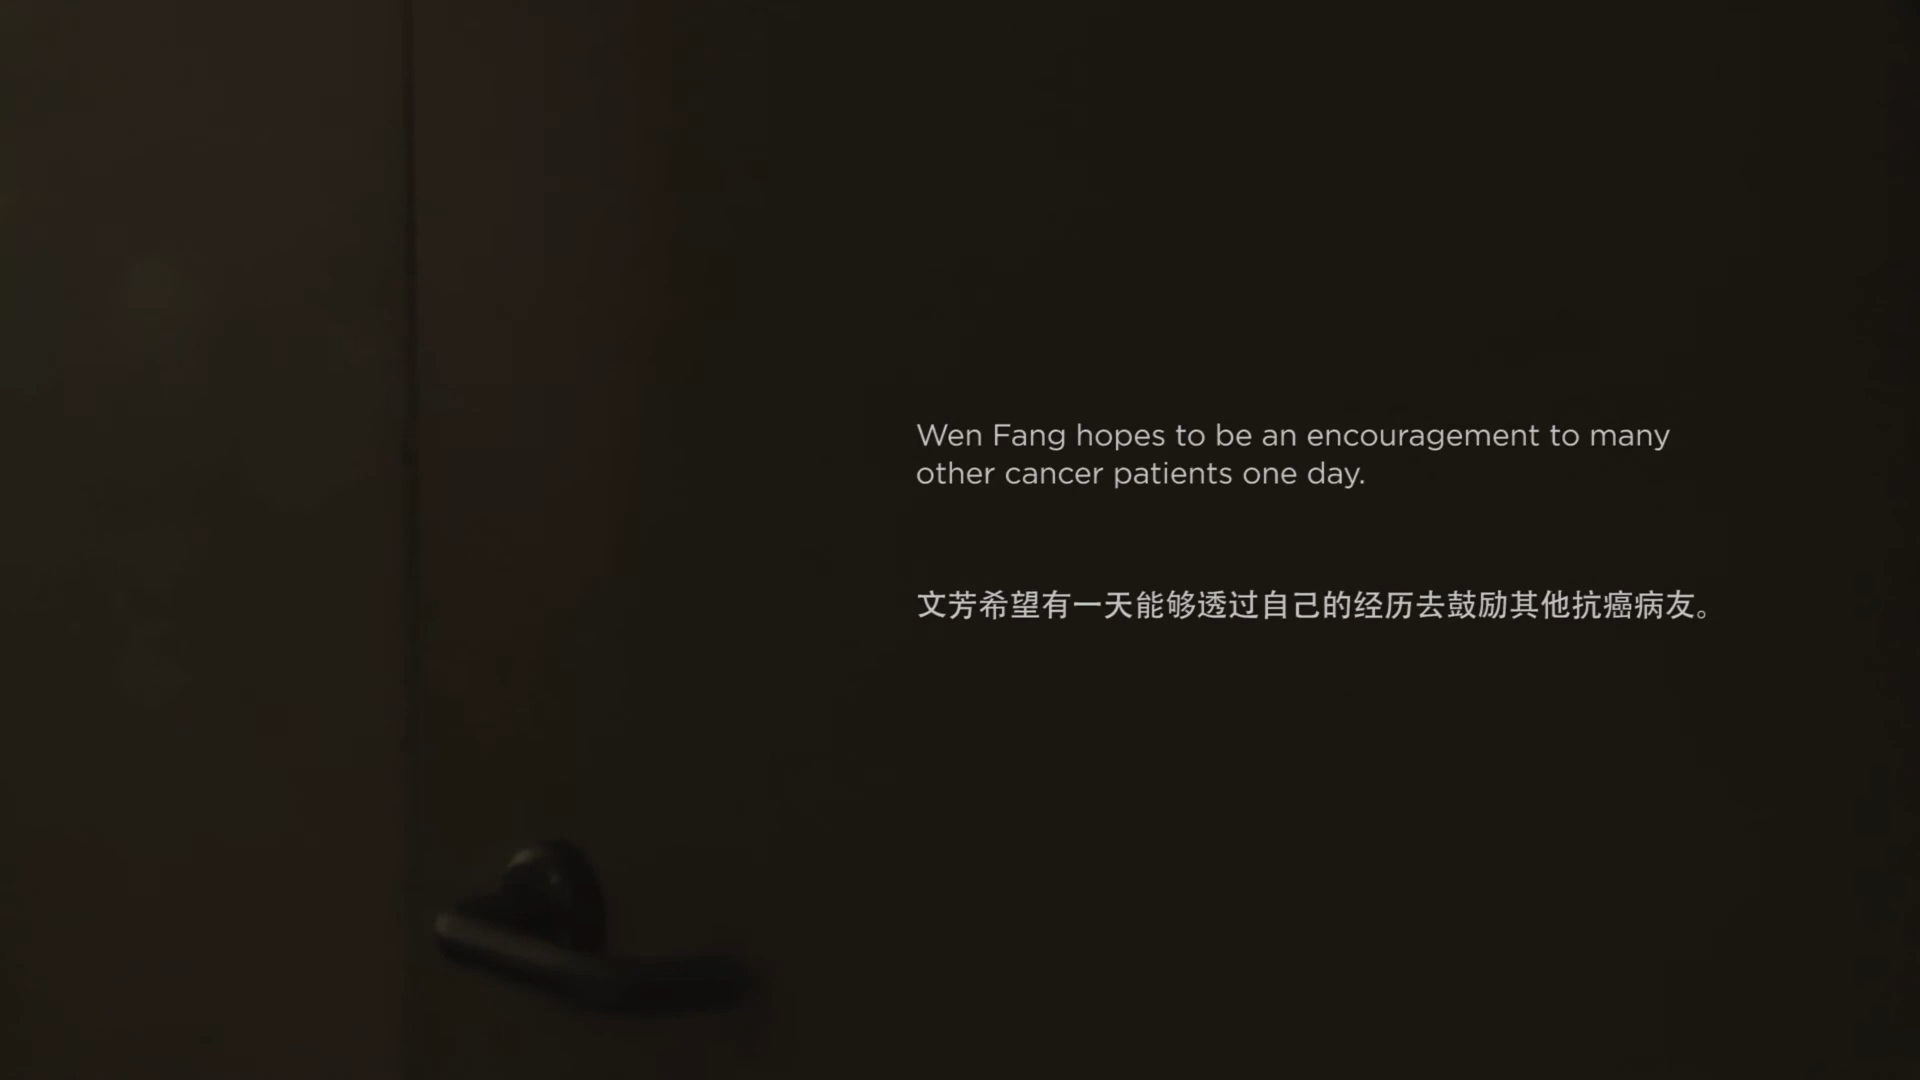 Wen Fang hopes to be an encouragement to many
other cancer patients one day.
文芳希望有一天能够透过自己的经历去鼓励其他抗癌病友。